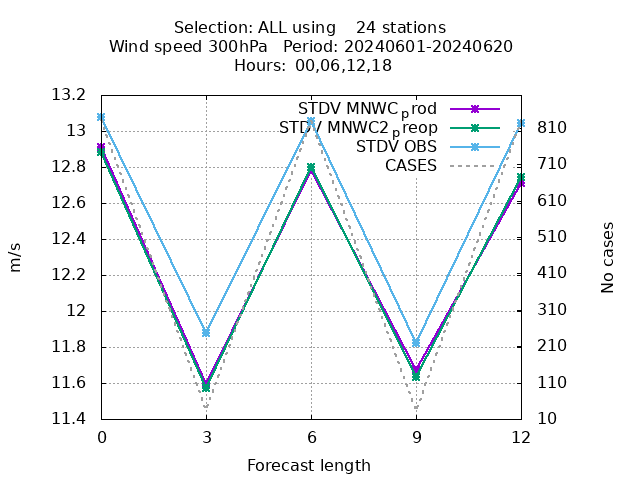 Selection: ALL using    24 stations
Wind speed 300hPa   Period: 20240601-20240620
Hours:  00,06,12,18
STDV MNWCprod
STDV MNWC2preop
STDV OBS
CASES
13.2
13
12.8
12.6
12.4
12.2
12
11.8
11.6
11.4
810
710
610
510
410
310
210
110
10
m/s
No cases
0 3 6 9 12
Forecast length